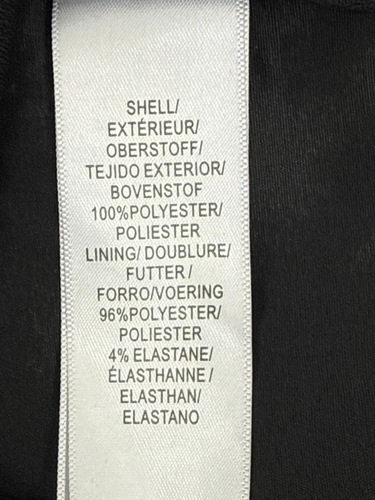 SHELL/
EXTÉRIEUR/
OBERSTOFF/
TEJIDO EXTERIOR/
BOVENSTOF
100%POLYESTER/
POLIESTER
LINING/ DOUBLURE/
FUTTER /
FORRO/VOERING
96%POLYESTER/
POLIESTER
4% ELASTANE/
ÉLASTHANNE /
ELASTHAN/
ELASTANO